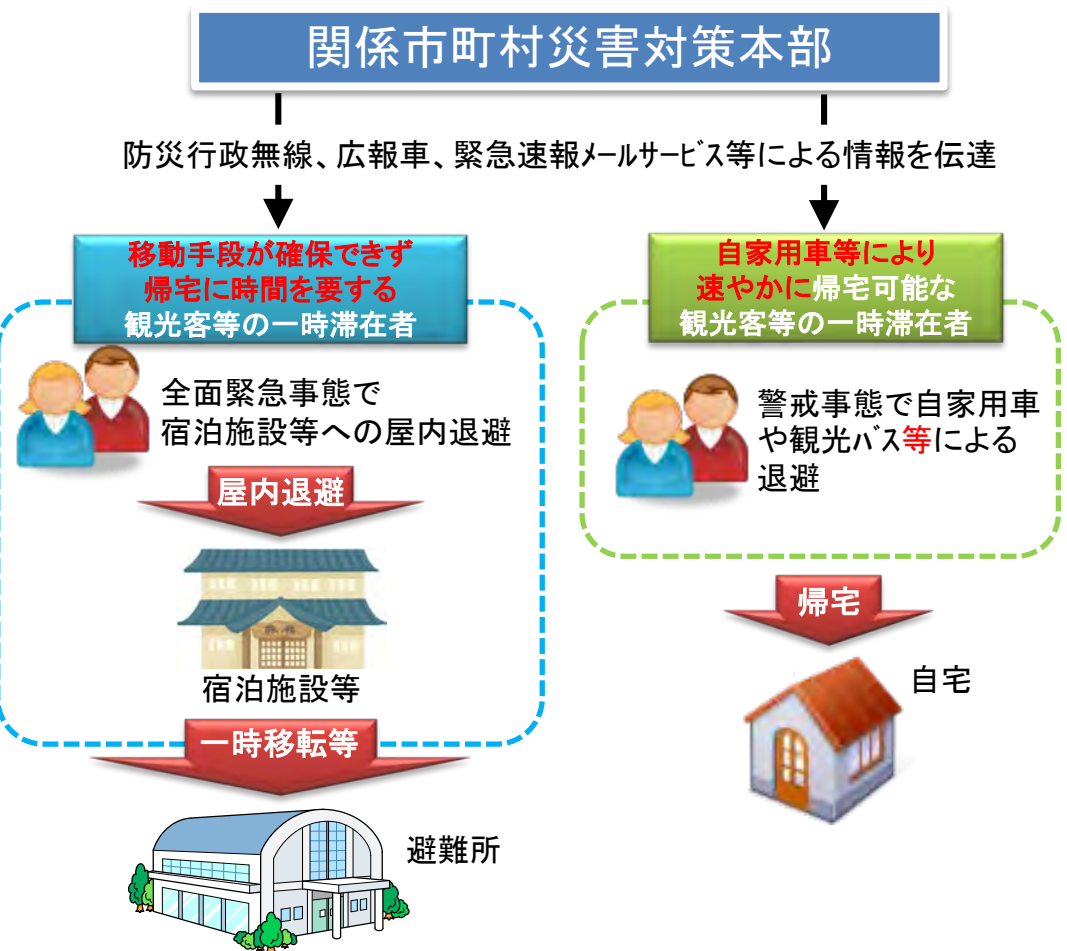 関係市町村災害対策本部
防災行政無線、広報車、緊急速報ﾒｰﾙｻｰﾋﾞｽ等による情報を伝達
移動手段が確保できず
帰宅に時間を要する
観光客等の一時滞在者
全面緊急事態で
宿泊施設等への屋内退避
屋内退避
宿泊施設等
一時移転等
避難所
自家用車等により
速やかに帰宅可能な
観光客等の一時滞在者
警戒事態で自家用車
や観光ﾊﾞｽ等による
退避
帰宅
自宅